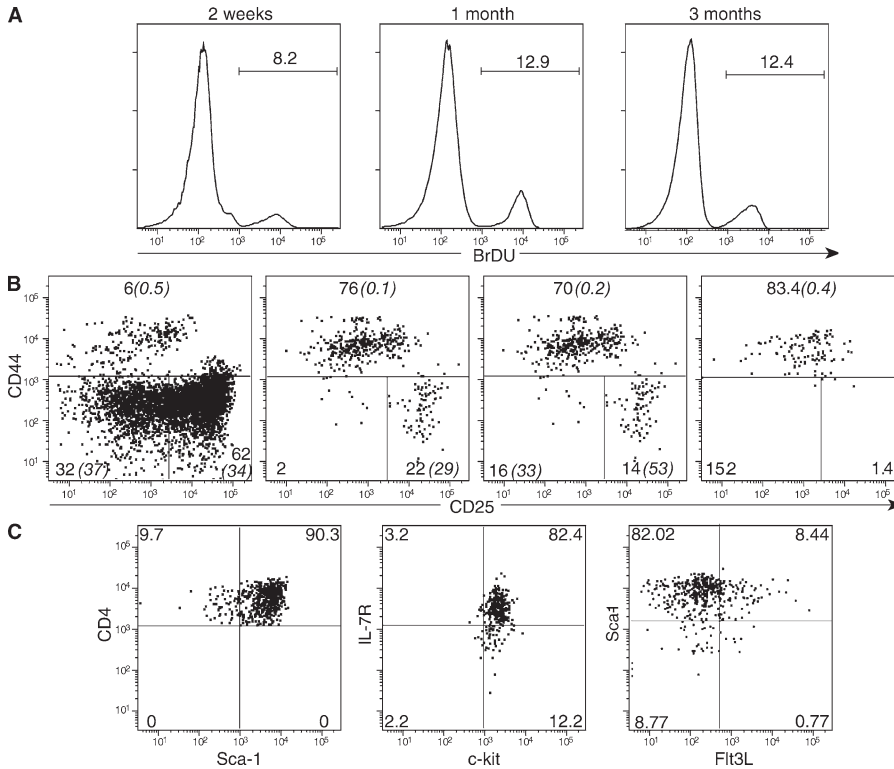 A
2 weeks
1 month
3 months
8.2
12.9
12.4
10¹ 10² 10³ 10⁴ 10⁵
10¹ 10² 10³ 10⁴ 10⁵
10¹ 10² 10³ 10⁴ 10⁵
BrDU
B
CD44
10⁵
10⁴
10³
10²
10¹
6(0.5)
76(0.1)
70(0.2)
83.4(0.4)
62
32(37)
(34)
2
22(29)
16(33)
14(53)
152
1.4
10¹ 10² 10³ 10⁴ 10⁵
10¹ 10² 10³ 10⁴ 10⁵
10¹ 10² 10³ 10⁴ 10⁵
10¹ 10² 10³ 10⁴ 10⁵
CD25
C
CD4
10⁵
10⁴
10³
10²
10¹
9.7
90.3
0
0
10¹ 10² 10³ 10⁴ 10⁵
Sca-1
IL-7R
3.2
82.4
2.2
12.2
10¹ 10² 10³ 10⁴ 10⁵
c-kit
Sca1
82.02
8.44
8.77
0.77
10¹ 10² 10³ 10⁴ 10⁵
Flt3L